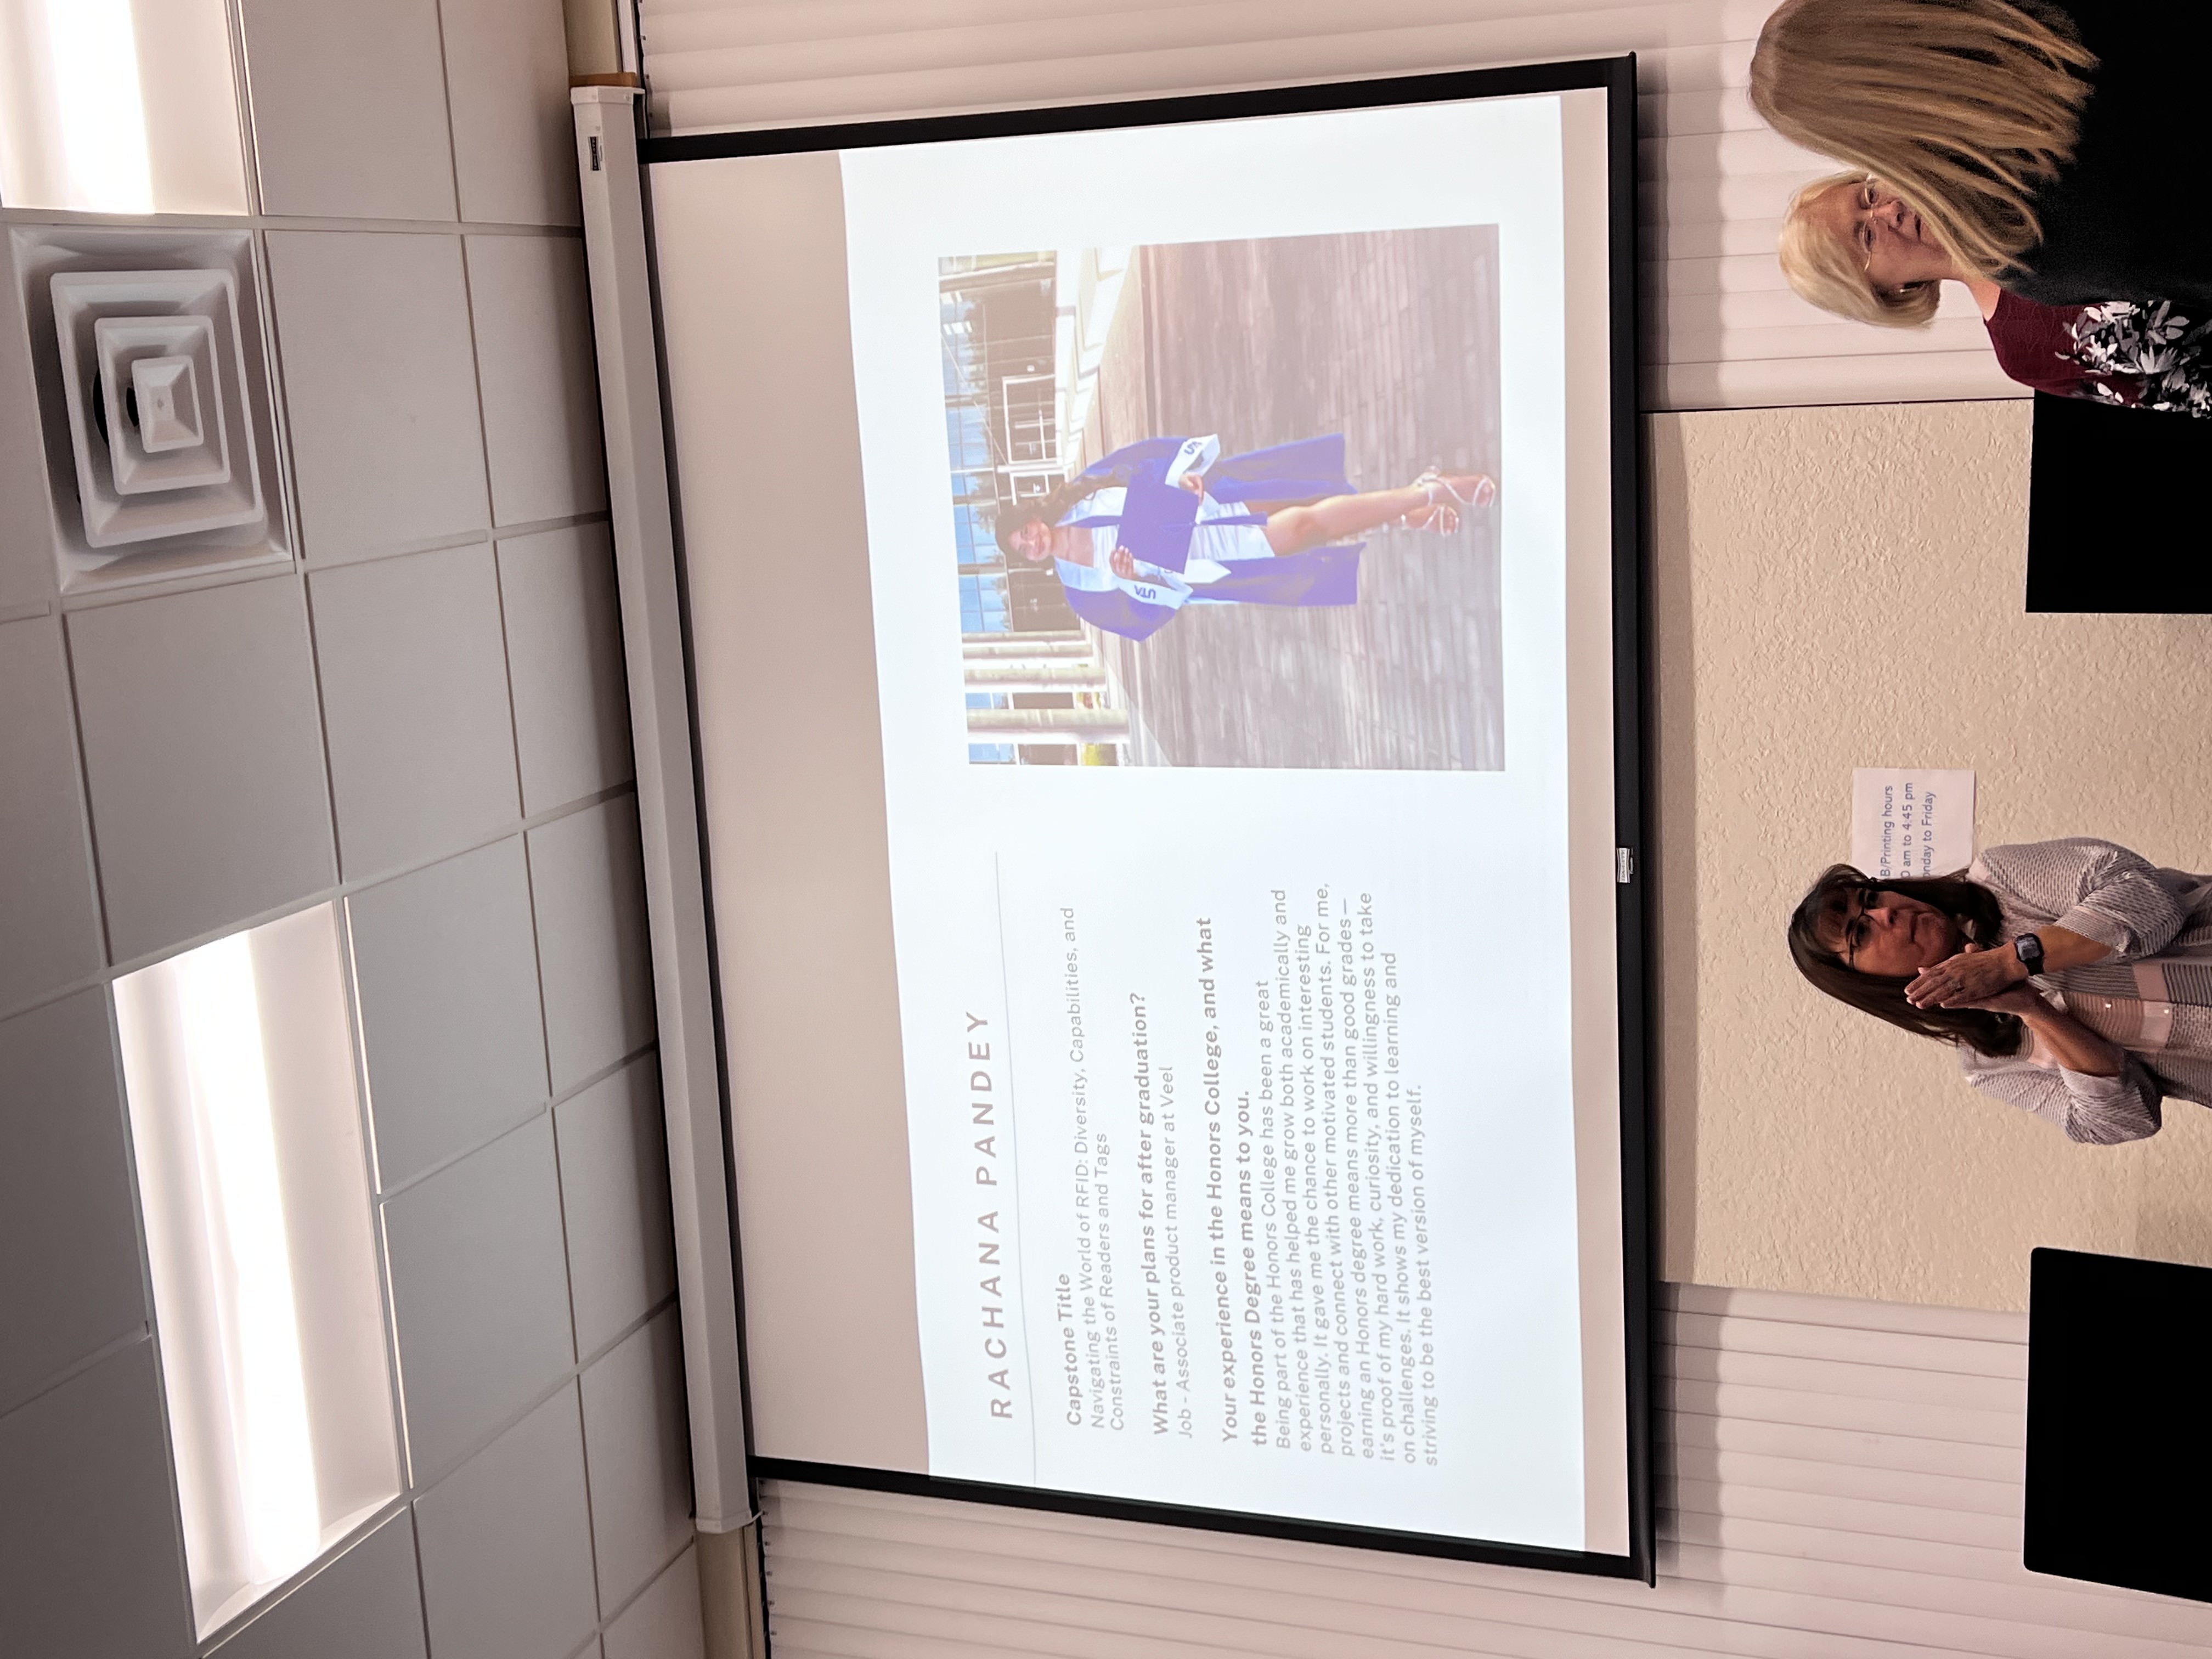 RACHANA PANDEY
Capstone Title
Navigating the World of RFID: Diversity, Capabilities, and
Constraints of Readers and Tags
What are your plans for after graduation?
Job - Associate product manager at Veel
Your experience in the Honors College, and what
the Honors Degree means to you.
Being part of the Honors College has been a great
experience that has helped me grow both academically and
personally. It gave me the chance to work on interesting
projects and connect with other motivated students. For me,
earning an Honors degree means more than good grades—
it's proof of my hard work, curiosity, and willingness to take
on challenges. It shows my dedication to learning and
striving to be the best version of myself.
B/Printing hours
0 am to 4:45 pm
onday to Friday